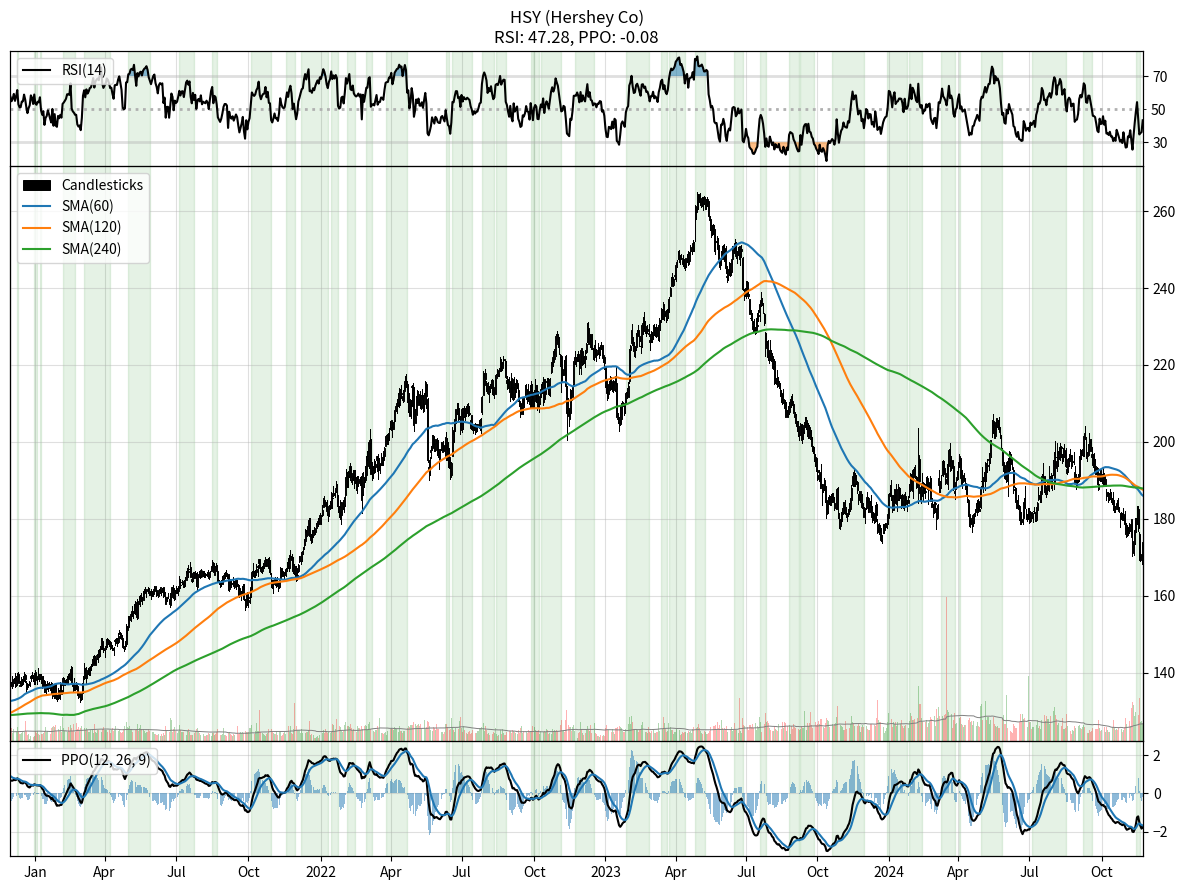 HSY (Hershey Co)
RSI: 47.28, PPO: -0.08
RSI(14)
70
50
30
Candlesticks
SMA(60)
SMA(120)
SMA(240)
260
240
220
200
180
160
140
PPO(12, 26, 9)
2
0
−2
Jan Apr Jul Oct 2022 Apr Jul Oct 2023 Apr Jul Oct 2024 Apr Jul Oct